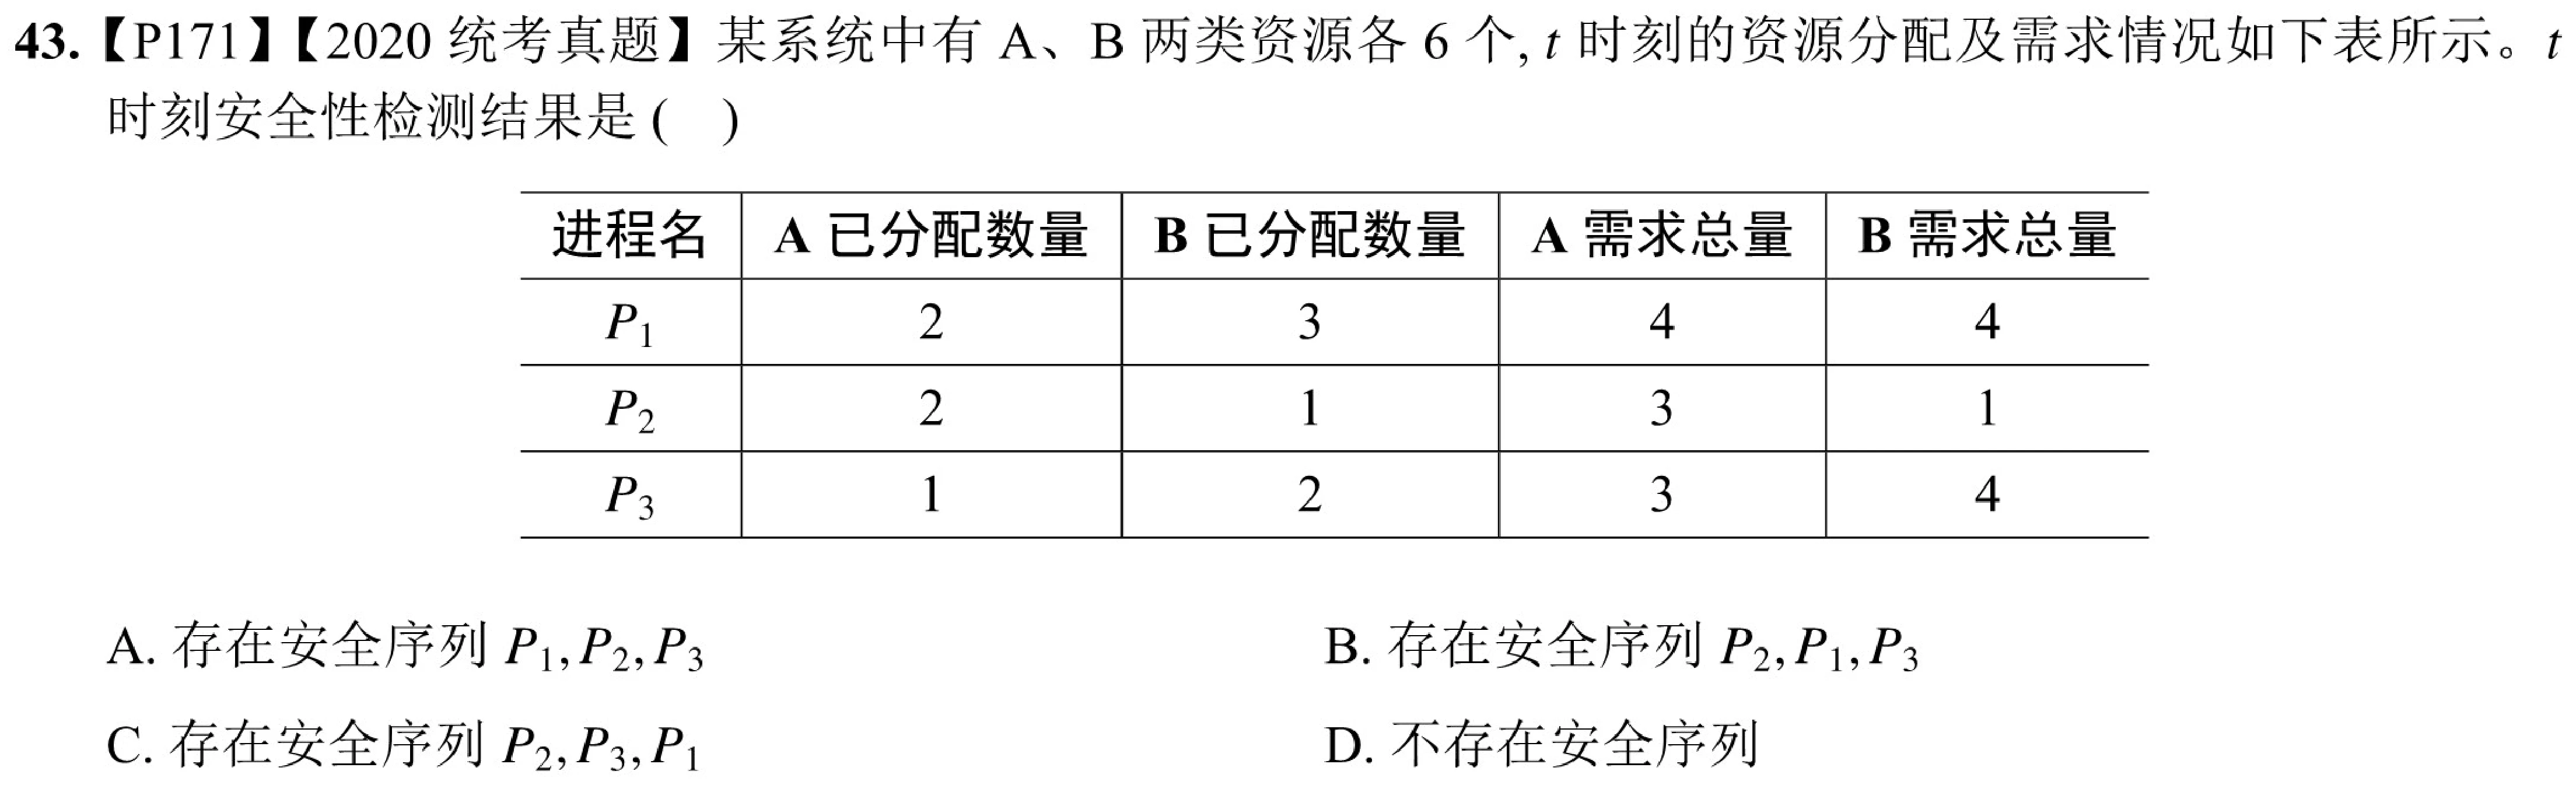 43.【P171】【2020 统考真题】某系统中有 A、B 两类资源各 6 个, t 时刻的资源分配及需求情况如下表所示。t
时刻安全性检测结果是 (    )
进程名 A 已分配数量 B 已分配数量 A 需求总量 B 需求总量
P₁ 2 3 4 4
P₂ 2 1 3 1
P₃ 1 2 3 4
A. 存在安全序列 P₁, P₂, P₃ B. 存在安全序列 P₂, P₁, P₃
C. 存在安全序列 P₂, P₃, P₁ D. 不存在安全序列